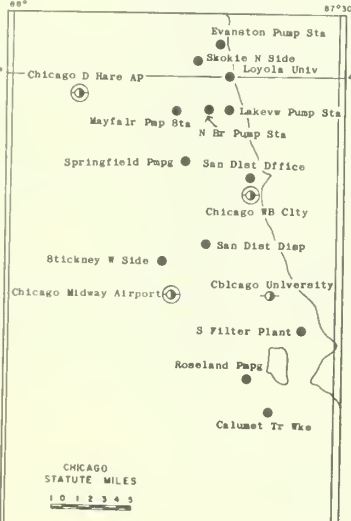 88°
87°30
Evanston Pump Sta
Skokie N Side
Loyola Univ
Chicago O Hare AP
Lakevw Pump Sta
Mayfair Pmp Sta
N Br Pump Sta
Springfield Pmpg
San Dist Office
Chicago WB City
San Dist Disp
Stickney W Side
Chicago University
Chicago Midway Airport
S Filter Plant
Roseland Pmpg
Calumet Tr Wks
CHICAGO
STATUTE MILES
1 0 1 2 3 4 5